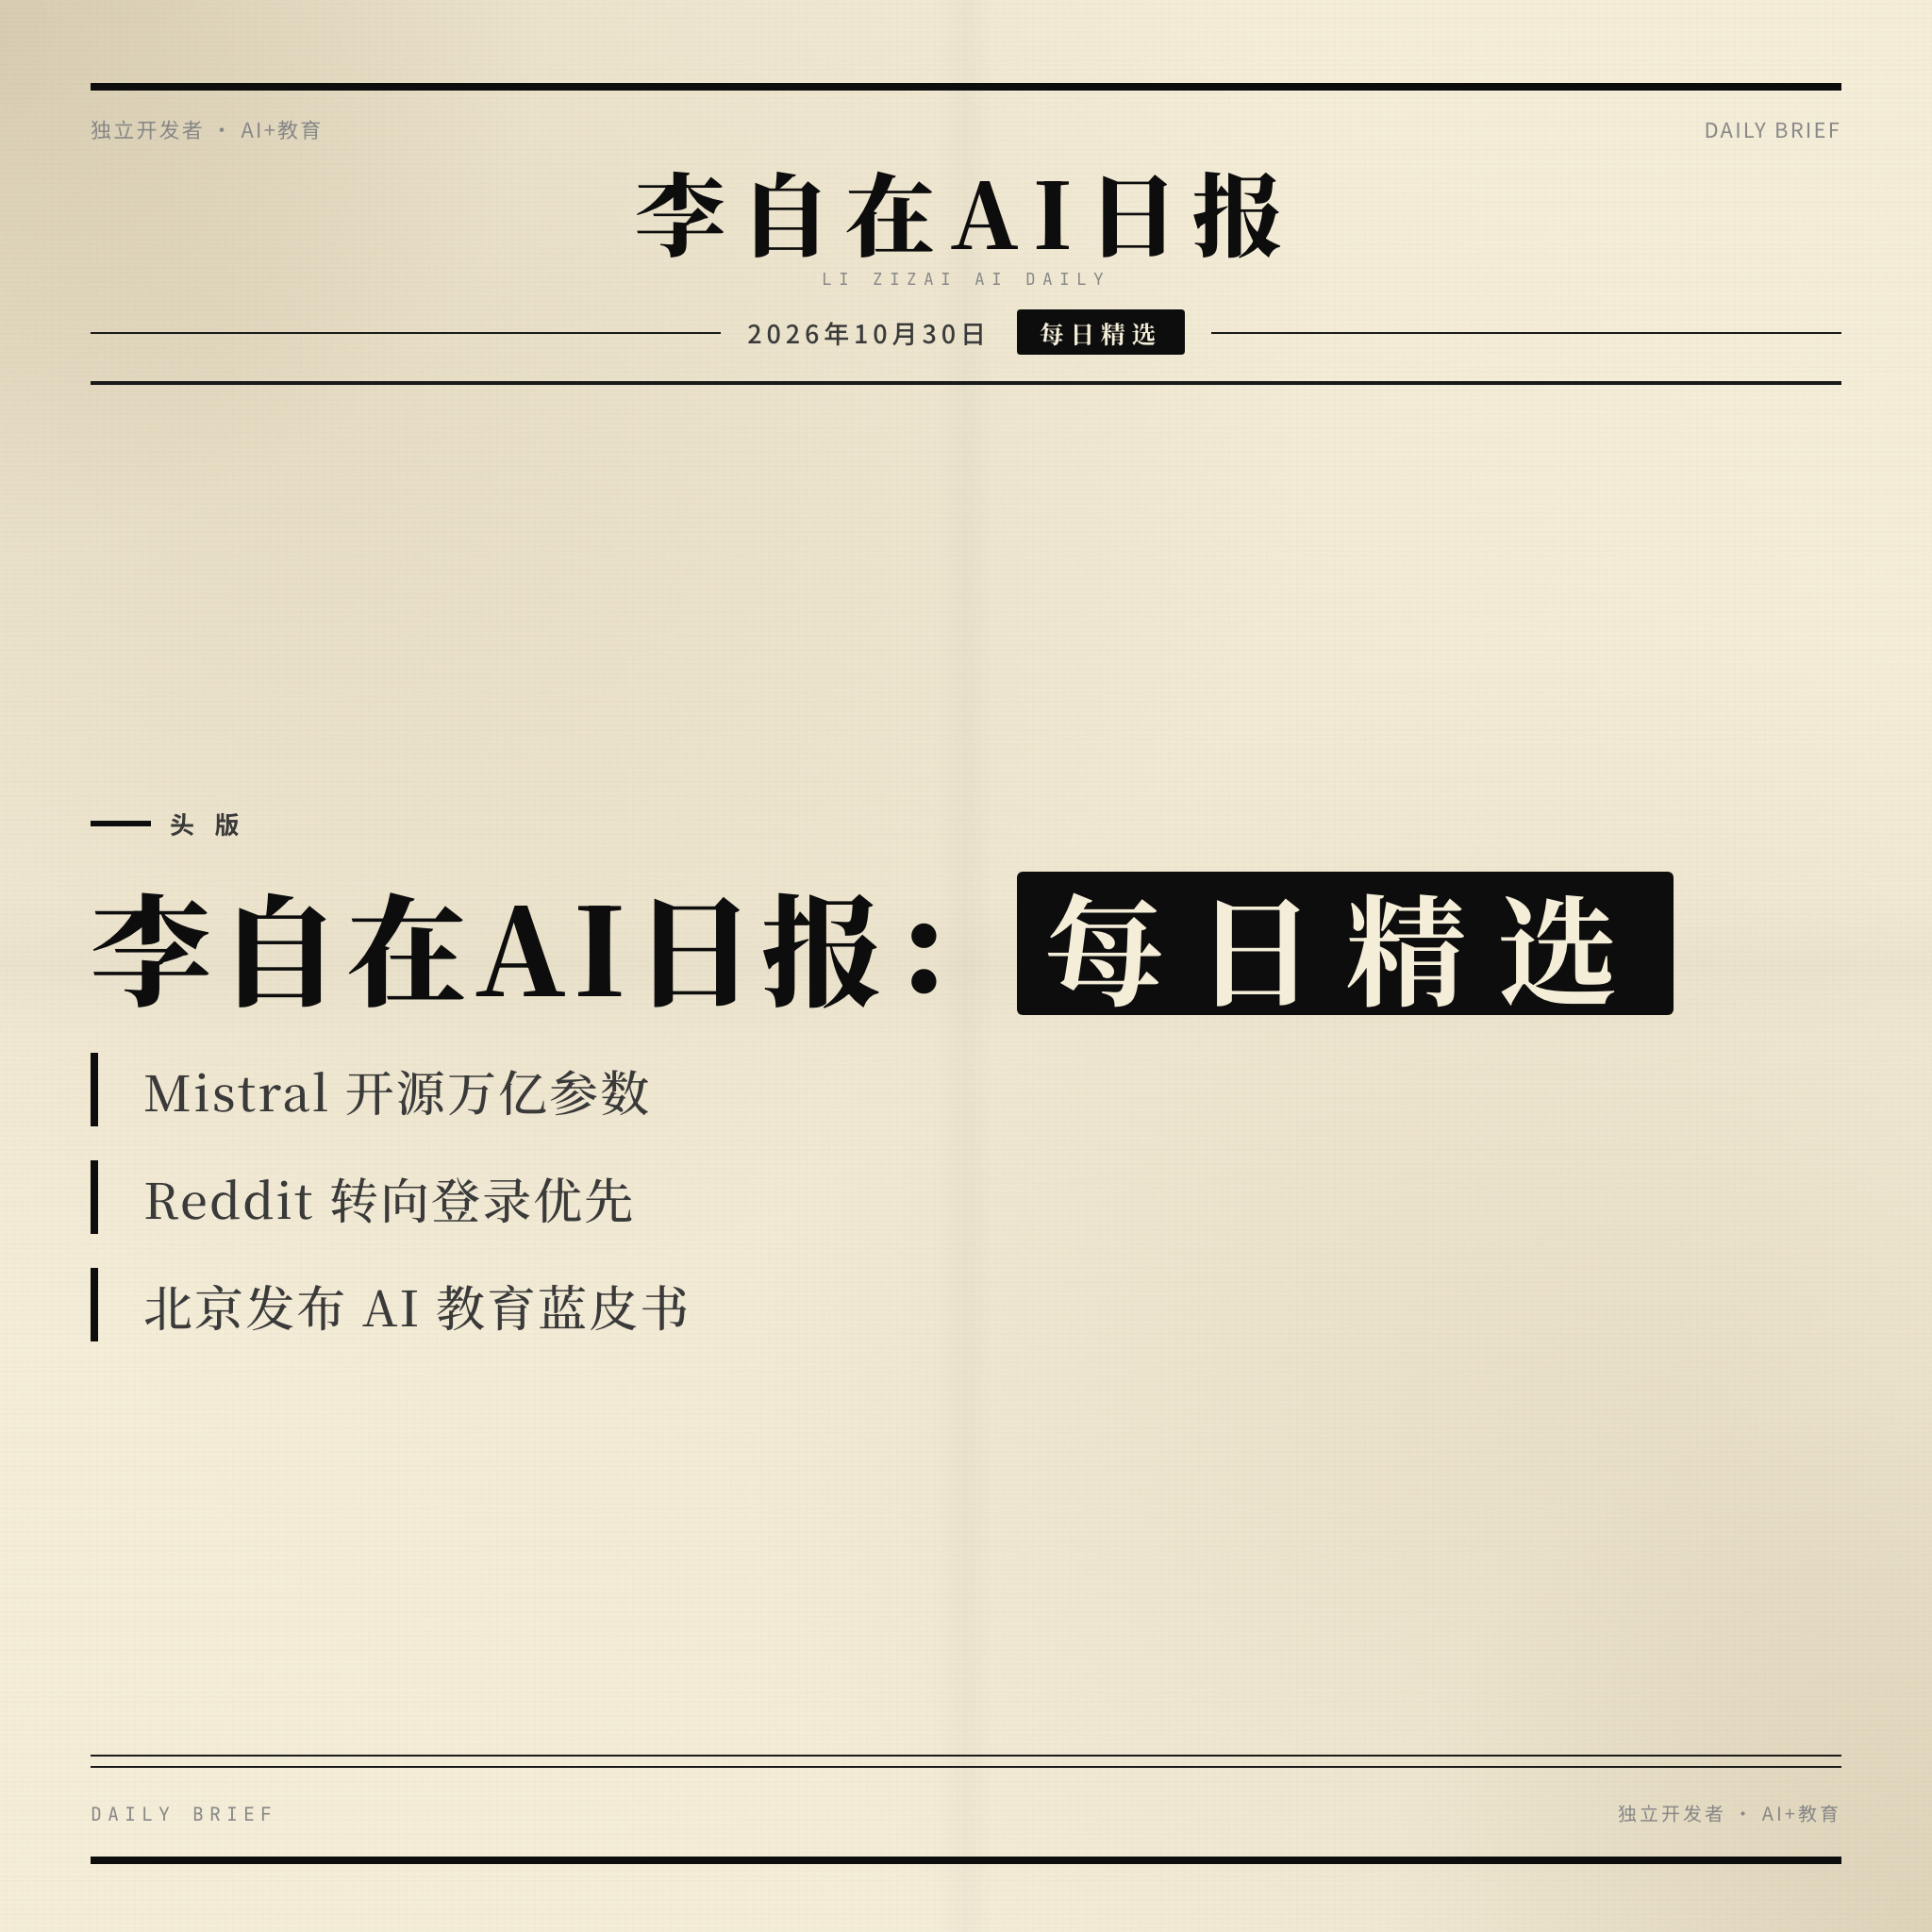 独立开发者 · AI+教育
DAILY BRIEF
李自在AI日报
LI ZIZAI AI DAILY
2026年10月30日 每日精选
头版
李自在AI日报：每日精选
Mistral 开源万亿参数
Reddit 转向登录优先
北京发布 AI 教育蓝皮书
DAILY BRIEF
独立开发者 · AI+教育